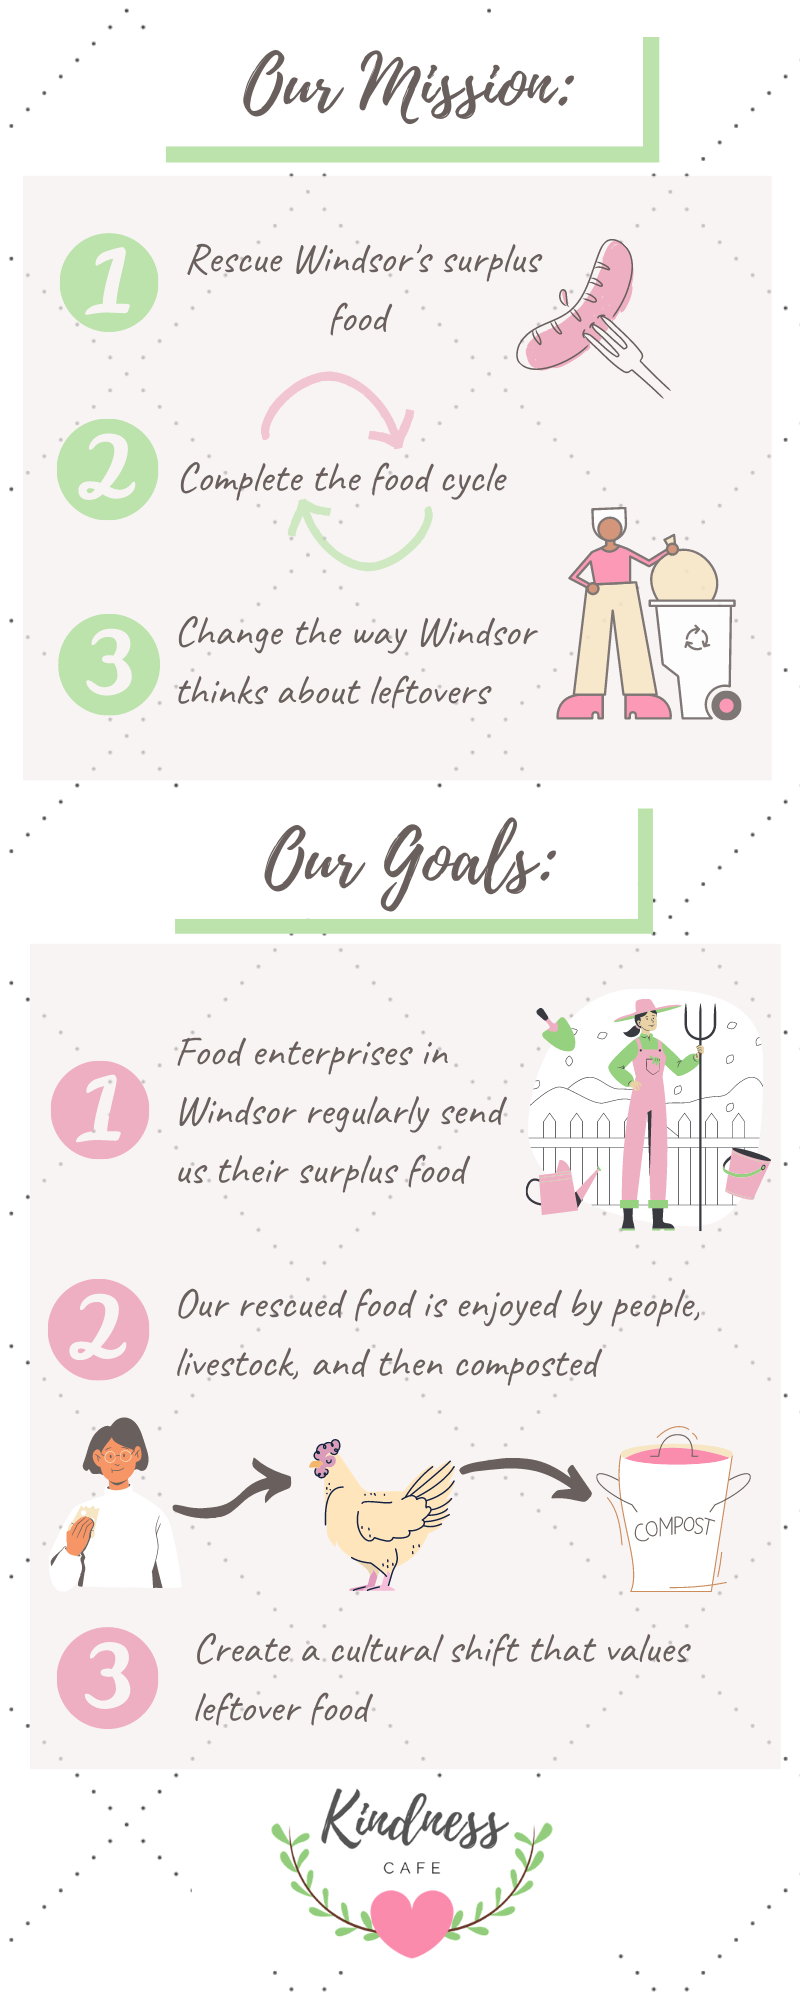 Our Mission:
1
Rescue Windsor's surplus
food
2
Complete the food cycle
3
Change the way Windsor
thinks about leftovers
Our Goals:
1
Food enterprises in
Windsor regularly send
us their surplus food
2
Our rescued food is enjoyed by people,
livestock, and then composted
COMPOST
3
Create a cultural shift that values
leftover food
Kindness
CAFE